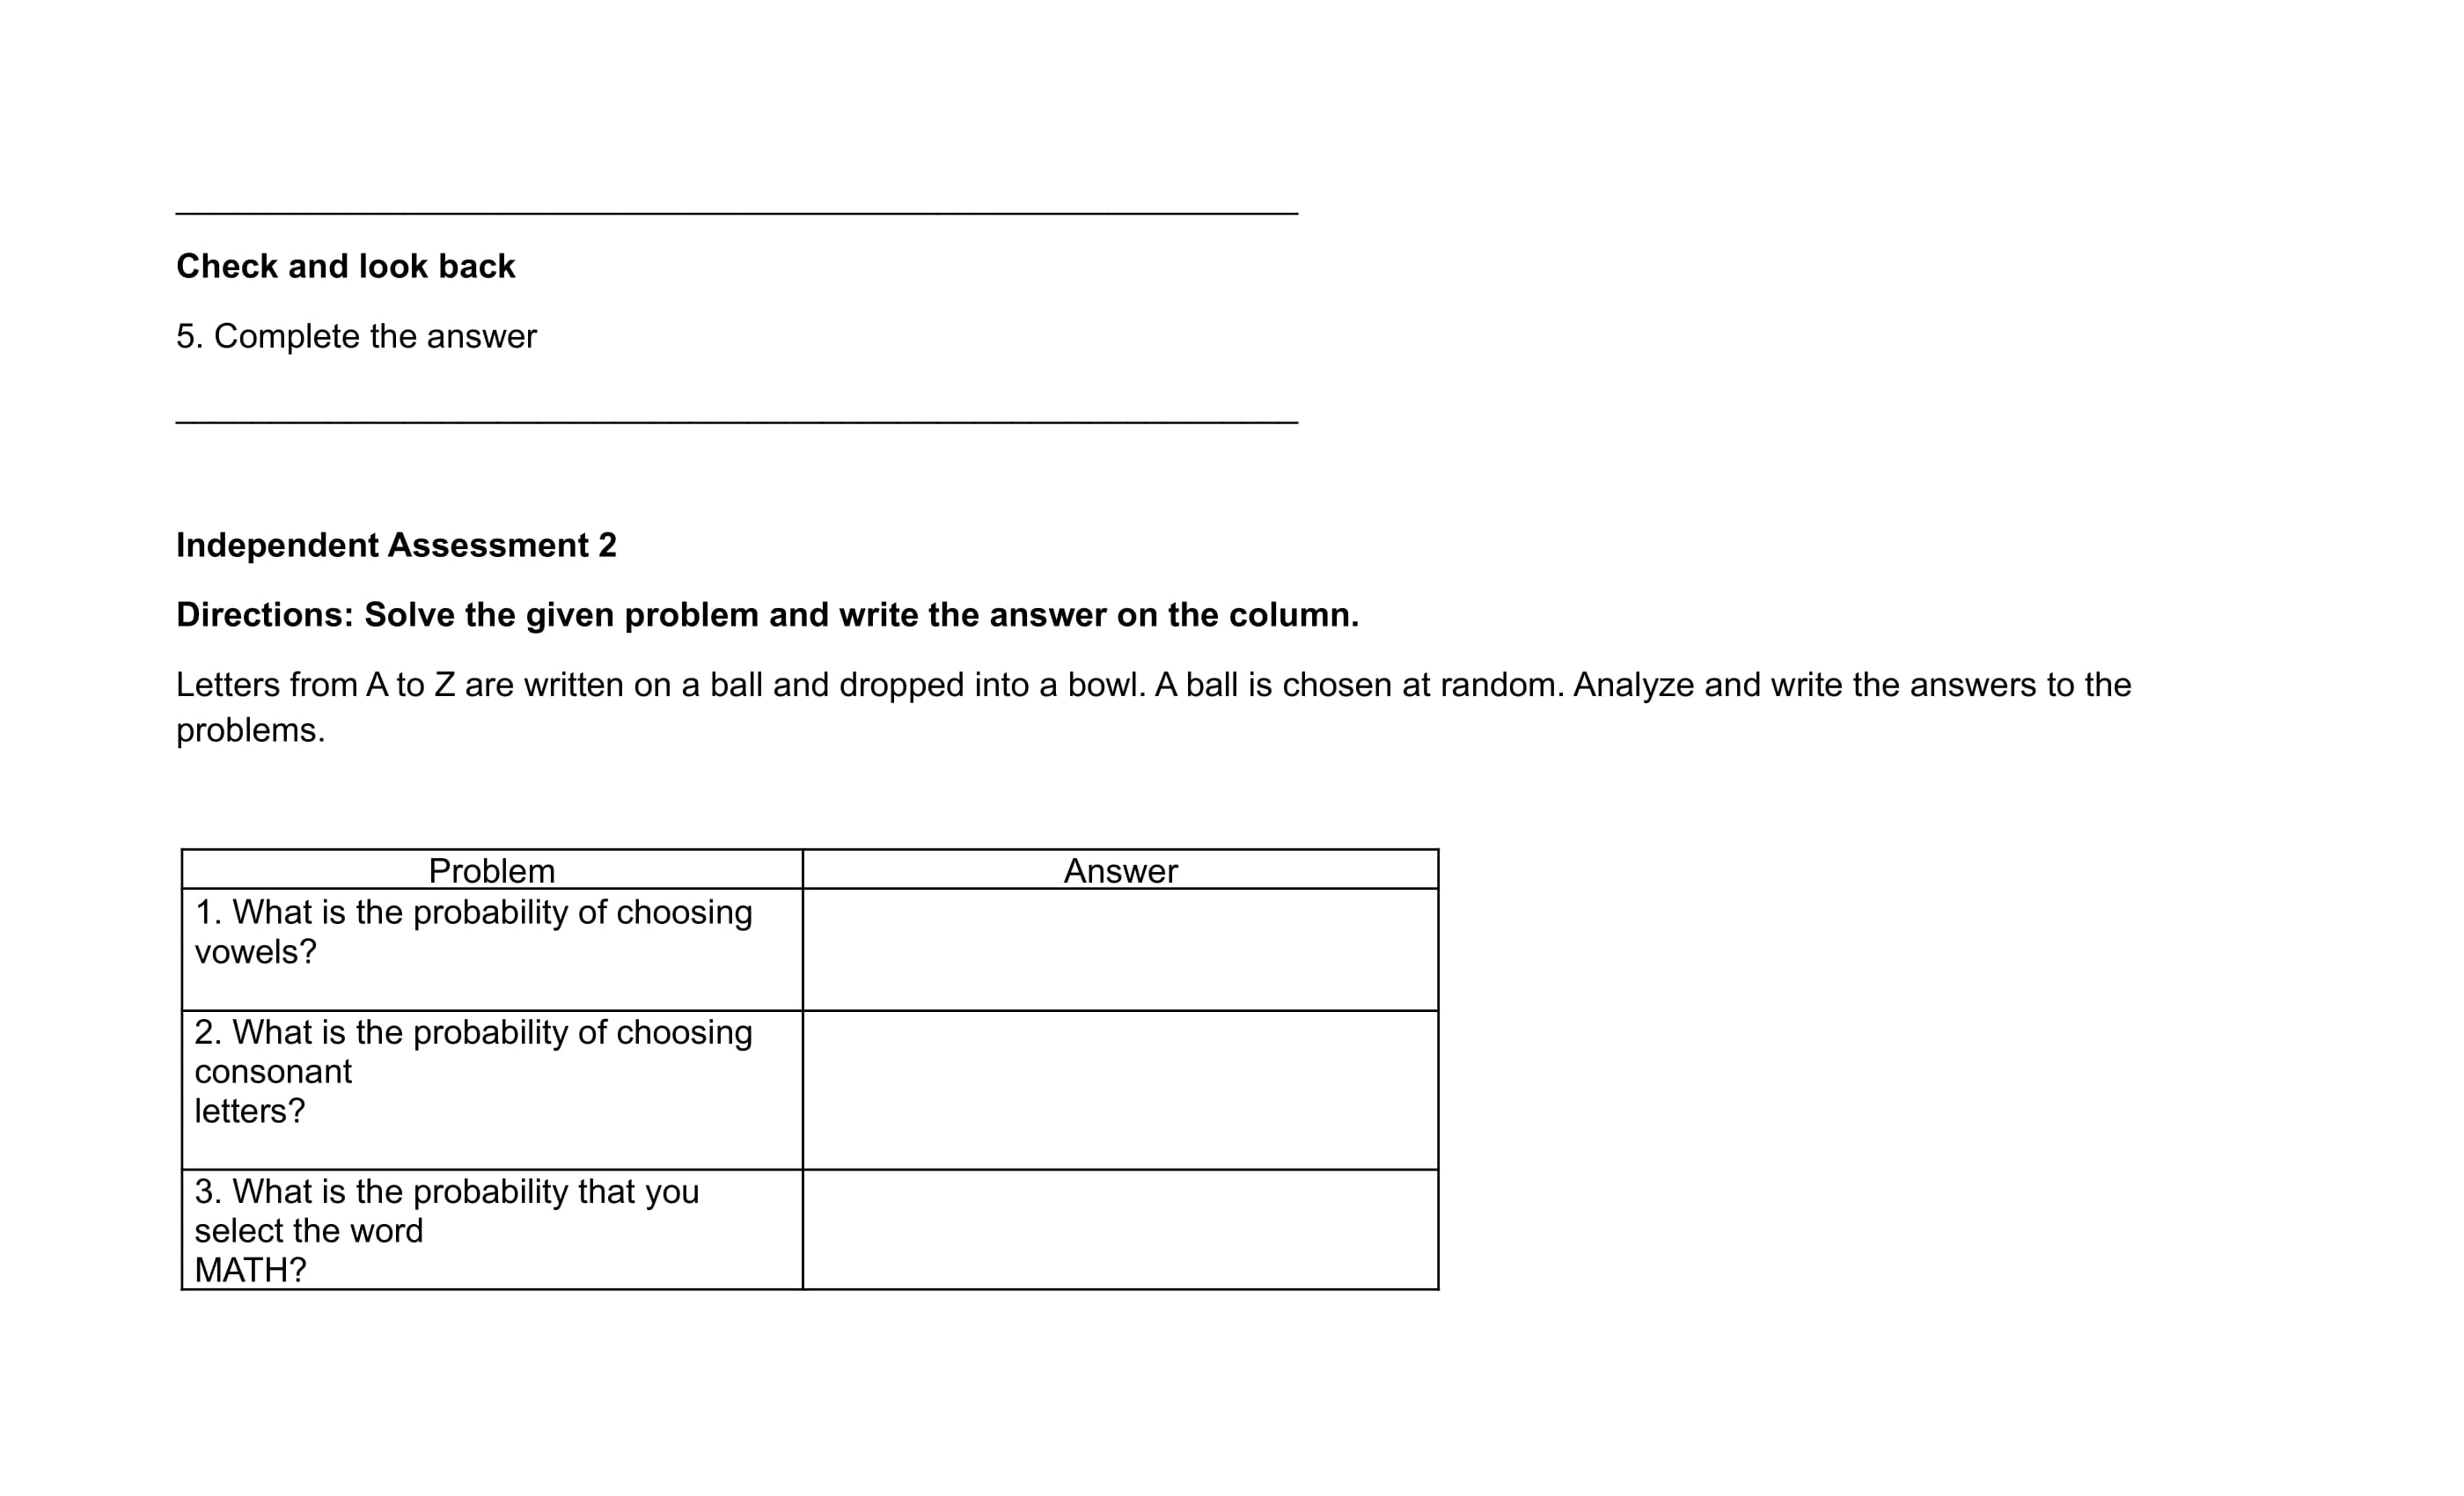 Check and look back
5. Complete the answer
Independent Assessment 2
Directions: Solve the given problem and write the answer on the column.
Letters from A to Z are written on a ball and dropped into a bowl. A ball is chosen at random. Analyze and write the answers to the
problems.
Problem Answer
1. What is the probability of choosing
vowels?
2. What is the probability of choosing
consonant
letters?
3. What is the probability that you
select the word
MATH?